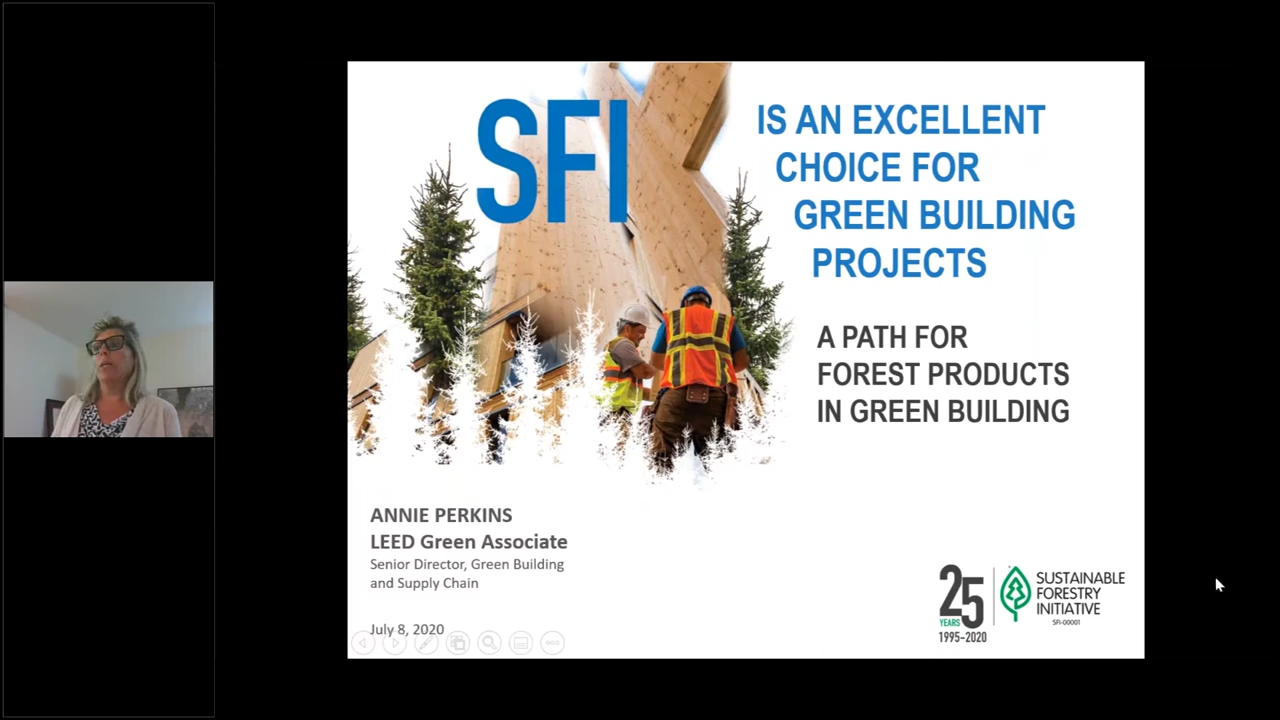 SFI
IS AN EXCELLENT
CHOICE FOR
GREEN BUILDING
PROJECTS
A PATH FOR
FOREST PRODUCTS
IN GREEN BUILDING
ANNIE PERKINS
LEED Green Associate
Senior Director, Green Building
and Supply Chain
July 8, 2020
25
YEARS
1995–2020
SUSTAINABLE
FORESTRY
INITIATIVE
SFI-00001